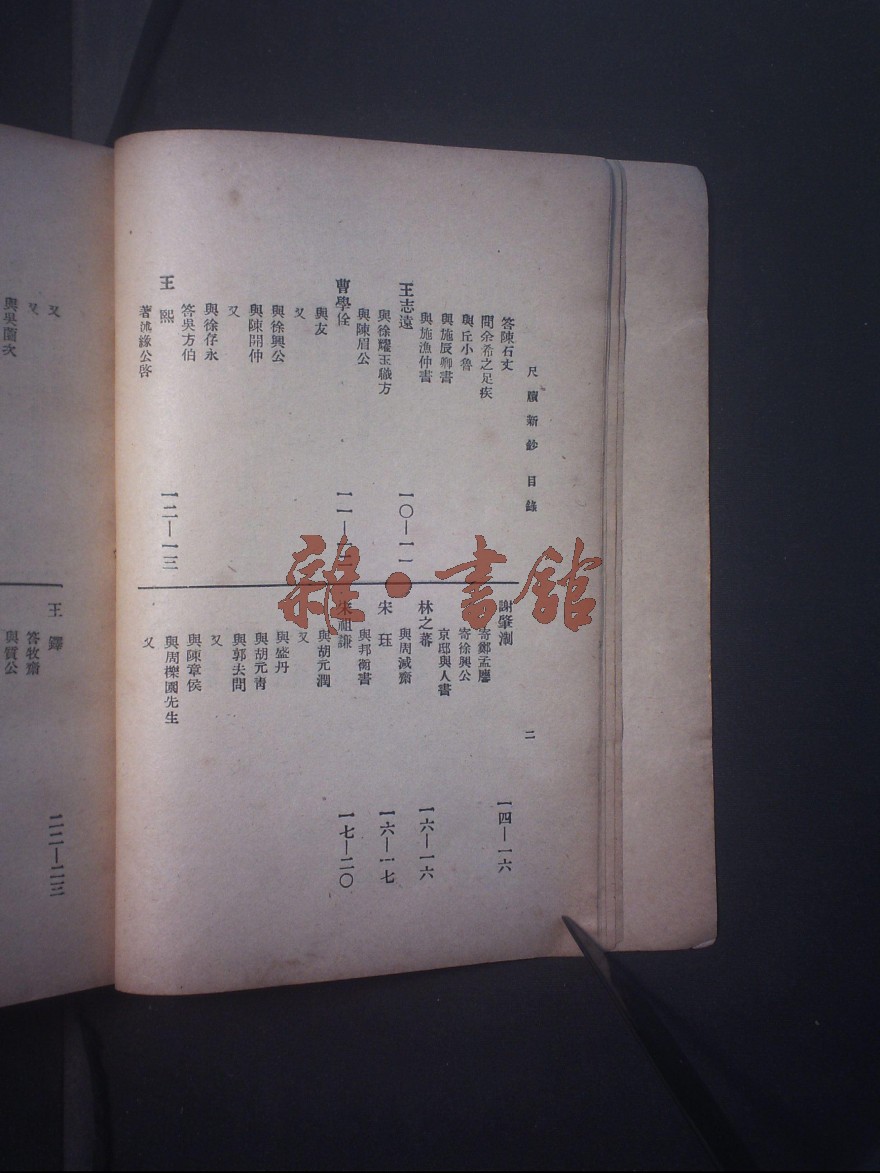 尺牘新鈔 目錄 二
答陳石丈
問余希之足疾
與丘小魯
與施辰卿書
與施漁仲書
王志遠 一〇—一一
與徐耀玉職方
與陳眉公
曹學佺 一一—
與友
又
與徐興公
與陳開仲
又
與徐存永
答吳方伯
王熙 一二—一三
著述緣公啓
謝肇淛 一四—一六
寄鄭孟麐
寄徐興公
京邸與人書
林之蕃 一六—一六
與周減齋
宋珏 一六—一七
與邦衡書
朱祖謙 一七—二〇
與胡元潤
又
與盛丹
與胡元青
與郭去問
又
與陳章侯
與周櫟園先生
又
又
又
與吳園次
王鐸 二二—二三
答牧齋
與質公
雜·書館